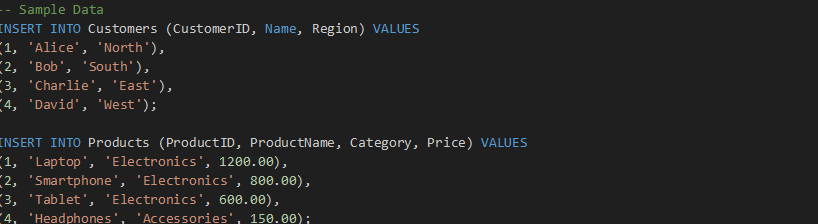 -- Sample Data
INSERT INTO Customers (CustomerID, Name, Region) VALUES
(1, 'Alice', 'North'),
(2, 'Bob', 'South'),
(3, 'Charlie', 'East'),
(4, 'David', 'West');
INSERT INTO Products (ProductID, ProductName, Category, Price) VALUES
(1, 'Laptop', 'Electronics', 1200.00),
(2, 'Smartphone', 'Electronics', 800.00),
(3, 'Tablet', 'Electronics', 600.00),
(4, 'Headphones', 'Accessories', 150.00);